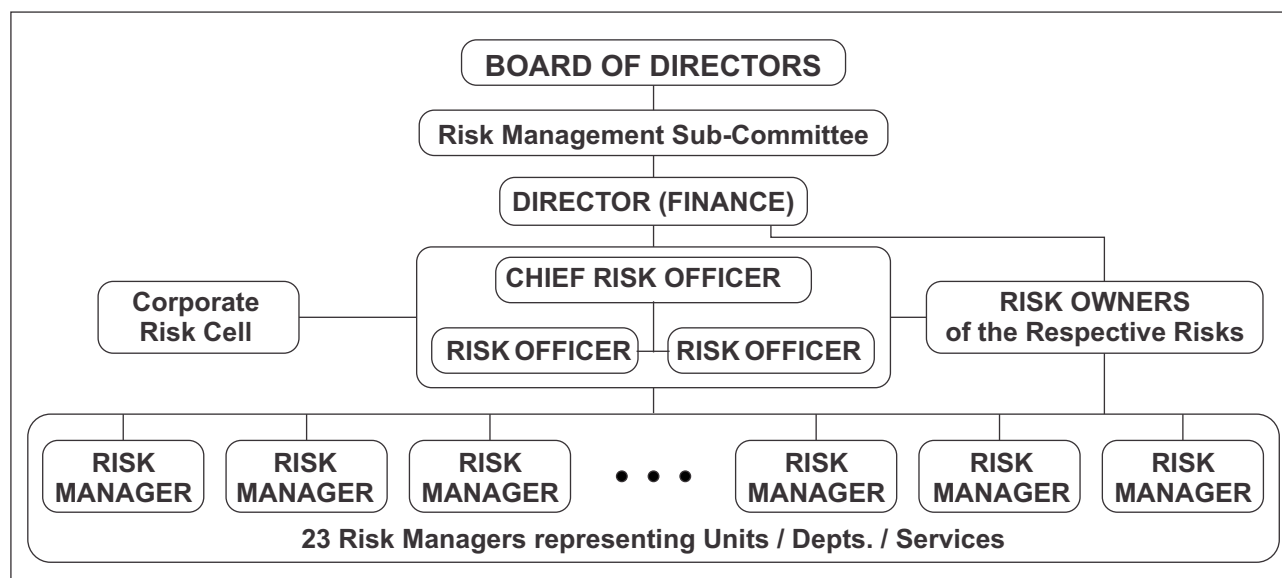 BOARD OF DIRECTORS
Risk Management Sub-Committee
DIRECTOR (FINANCE)
CHIEF RISK OFFICER
Corporate
Risk Cell
RISK OFFICER
RISK OFFICER
RISK OWNERS
of the Respective Risks
RISK
MANAGER
RISK
MANAGER
RISK
MANAGER
RISK
MANAGER
RISK
MANAGER
RISK
MANAGER
23 Risk Managers representing Units / Depts. / Services